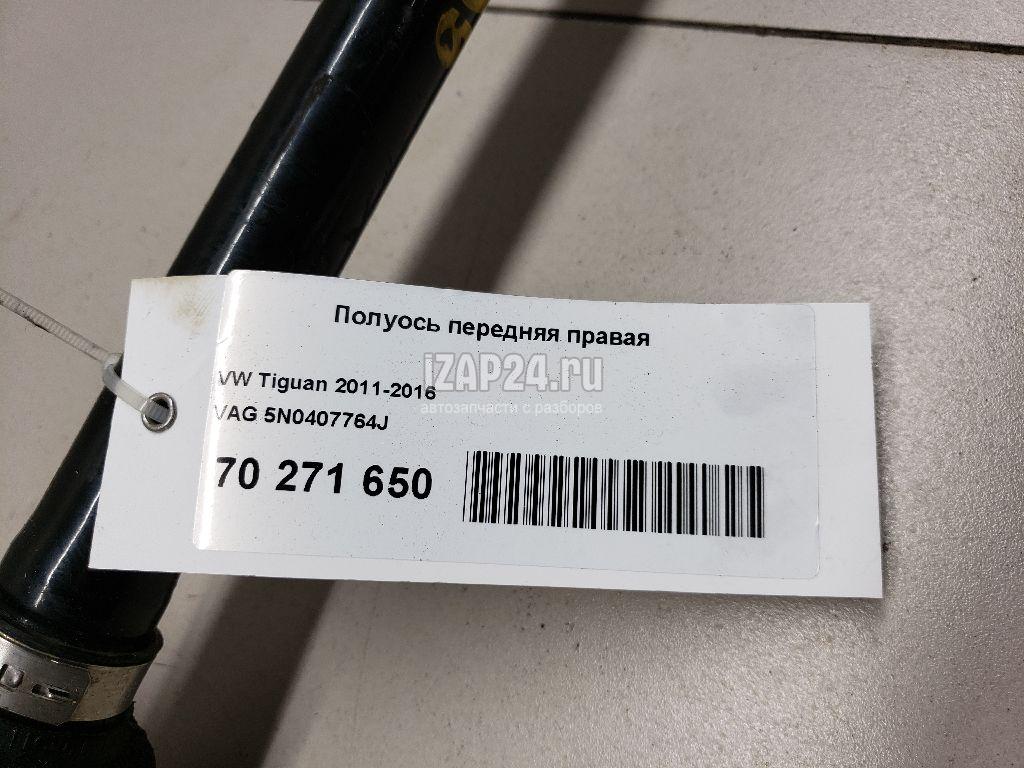 Полуось передняя правая
iZAP24.ru
VW Tiguan 2011-2016
автозапчасти с разборов
VAG 5N0407764J
70 271 650